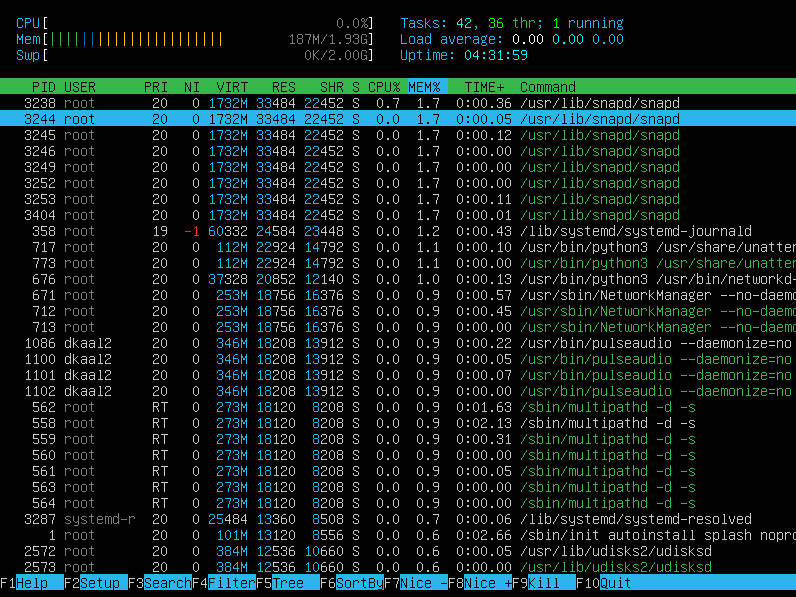 CPU[ 0.0%] Tasks: 42, 36 thr; 1 running
Mem[||||||||||||||||||||||| 187M/1.93G] Load average: 0.00 0.00 0.00
Swp[ 0K/2.00G] Uptime: 04:31:59
PID USER PRI NI VIRT RES SHR S CPU% MEM% TIME+ Command
3238 root 20 0 1732M 33484 22452 S 0.7 1.7 0:00.36 /usr/lib/snapd/snapd
3244 root 20 0 1732M 33484 22452 S 0.0 1.7 0:00.05 /usr/lib/snapd/snapd
3245 root 20 0 1732M 33484 22452 S 0.0 1.7 0:00.12 /usr/lib/snapd/snapd
3246 root 20 0 1732M 33484 22452 S 0.0 1.7 0:00.00 /usr/lib/snapd/snapd
3249 root 20 0 1732M 33484 22452 S 0.0 1.7 0:00.00 /usr/lib/snapd/snapd
3252 root 20 0 1732M 33484 22452 S 0.0 1.7 0:00.00 /usr/lib/snapd/snapd
3253 root 20 0 1732M 33484 22452 S 0.0 1.7 0:00.11 /usr/lib/snapd/snapd
3404 root 20 0 1732M 33484 22452 S 0.0 1.7 0:00.01 /usr/lib/snapd/snapd
358 root 19 -1 60332 24584 23448 S 0.0 1.2 0:00.43 /lib/systemd/systemd-journald
717 root 20 0 112M 22924 14792 S 0.0 1.1 0:00.10 /usr/bin/python3 /usr/share/unatter
773 root 20 0 112M 22924 14792 S 0.0 1.1 0:00.00 /usr/bin/python3 /usr/share/unatter
676 root 20 0 37328 20852 12140 S 0.0 1.0 0:00.13 /usr/bin/python3 /usr/bin/networkd-
671 root 20 0 253M 18756 16376 S 0.0 0.9 0:00.57 /usr/sbin/NetworkManager --no-daemo
712 root 20 0 253M 18756 16376 S 0.0 0.9 0:00.45 /usr/sbin/NetworkManager --no-daemo
713 root 20 0 253M 18756 16376 S 0.0 0.9 0:00.00 /usr/sbin/NetworkManager --no-daemo
1086 dkaal2 20 0 346M 18208 13912 S 0.0 0.9 0:00.22 /usr/bin/pulseaudio --daemonize=no
1100 dkaal2 20 0 346M 18208 13912 S 0.0 0.9 0:00.05 /usr/bin/pulseaudio --daemonize=no
1101 dkaal2 20 0 346M 18208 13912 S 0.0 0.9 0:00.07 /usr/bin/pulseaudio --daemonize=no
1102 dkaal2 20 0 346M 18208 13912 S 0.0 0.9 0:00.00 /usr/bin/pulseaudio --daemonize=no
562 root RT 0 273M 18120 8208 S 0.0 0.9 0:01.63 /sbin/multipathd -d -s
558 root RT 0 273M 18120 8208 S 0.0 0.9 0:02.13 /sbin/multipathd -d -s
559 root RT 0 273M 18120 8208 S 0.0 0.9 0:00.31 /sbin/multipathd -d -s
560 root RT 0 273M 18120 8208 S 0.0 0.9 0:00.00 /sbin/multipathd -d -s
561 root RT 0 273M 18120 8208 S 0.0 0.9 0:00.05 /sbin/multipathd -d -s
563 root RT 0 273M 18120 8208 S 0.0 0.9 0:00.00 /sbin/multipathd -d -s
564 root RT 0 273M 18120 8208 S 0.0 0.9 0:00.00 /sbin/multipathd -d -s
3287 systemd-r 20 0 25484 13360 8508 S 0.0 0.7 0:00.06 /lib/systemd/systemd-resolved
1 root 20 0 101M 13120 8556 S 0.0 0.6 0:02.66 /sbin/init autoinstall splash nopro
2572 root 20 0 384M 12536 10660 S 0.0 0.6 0:00.05 /usr/lib/udisks2/udisksd
2573 root 20 0 384M 12536 10660 S 0.0 0.6 0:00.00 /usr/lib/udisks2/udisksd
F1Help F2Setup F3SearchF4FilterF5Tree F6SortByF7Nice -F8Nice +F9Kill F10Quit